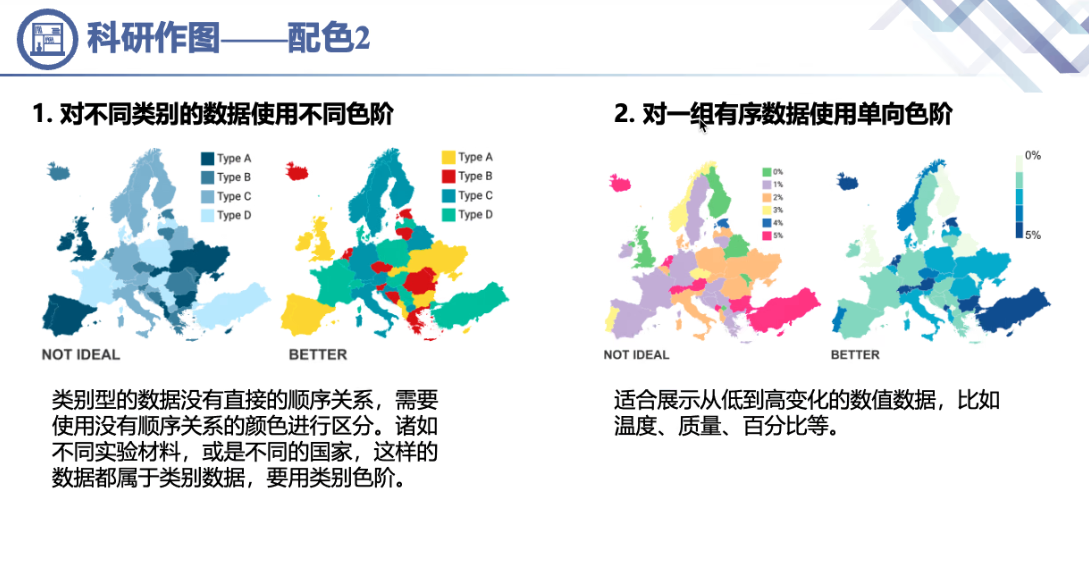 科研作图——配色2
1. 对不同类别的数据使用不同色阶
Type A
Type B
Type C
Type D
NOT IDEAL
Type A
Type B
Type C
Type D
BETTER
类别型的数据没有直接的顺序关系，需要
使用没有顺序关系的颜色进行区分。诸如
不同实验材料，或是不同的国家，这样的
数据都属于类别数据，要用类别色阶。
2. 对一组有序数据使用单向色阶
0%
1%
2%
3%
4%
5%
NOT IDEAL
0%
5%
BETTER
适合展示从低到高变化的数值数据，比如
温度、质量、百分比等。